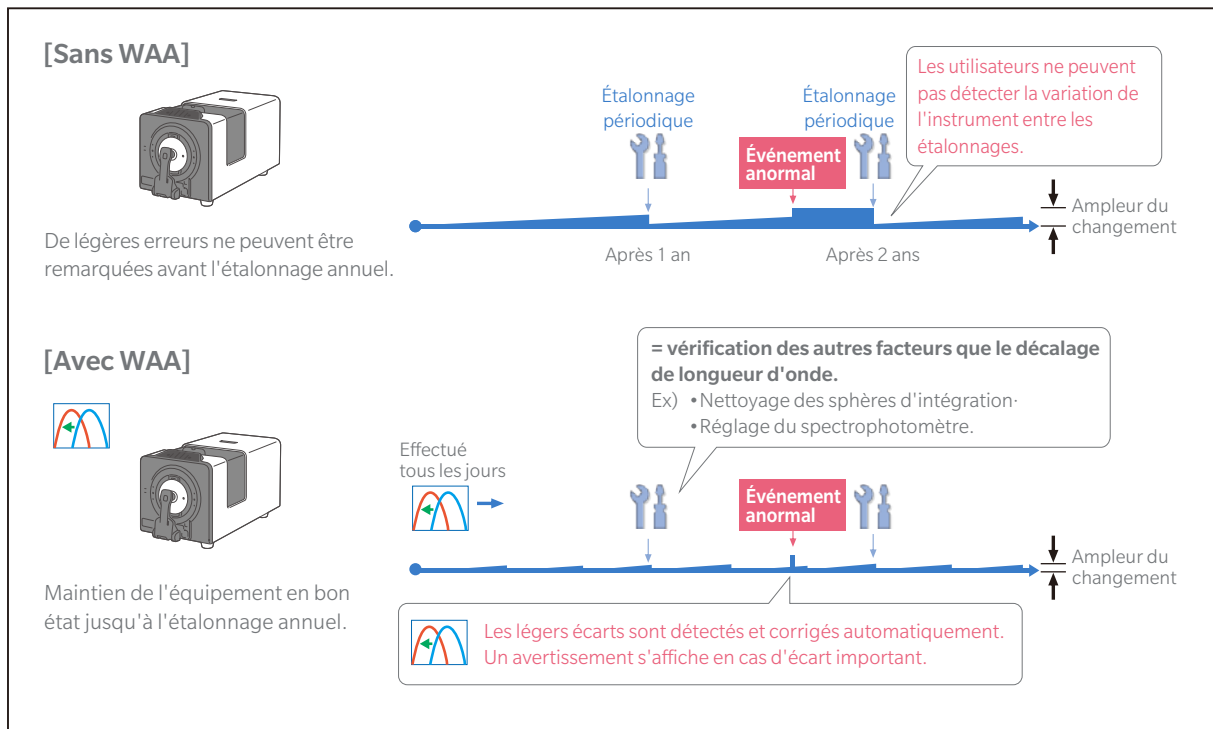 [Sans WAA]
De légères erreurs ne peuvent être
remarquées avant l'étalonnage annuel.
Étalonnage
périodique
Événement
anormal
Étalonnage
périodique
Les utilisateurs ne peuvent
pas détecter la variation de
l'instrument entre les
étalonnages.
Ampleur du
changement
Après 1 an
Après 2 ans
[Avec WAA]
Maintien de l'équipement en bon
état jusqu'à l'étalonnage annuel.
Effectué
tous les jours
= vérification des autres facteurs que le décalage
de longueur d'onde.
Ex) •Nettoyage des sphères d'intégration·
•Réglage du spectrophotomètre.
Événement
anormal
Ampleur du
changement
Les légers écarts sont détectés et corrigés automatiquement.
Un avertissement s'affiche en cas d'écart important.